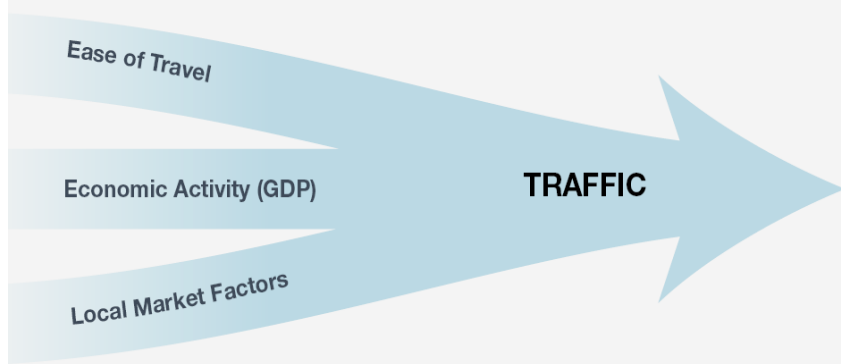 Ease of Travel
Economic Activity (GDP)
TRAFFIC
Local Market Factors